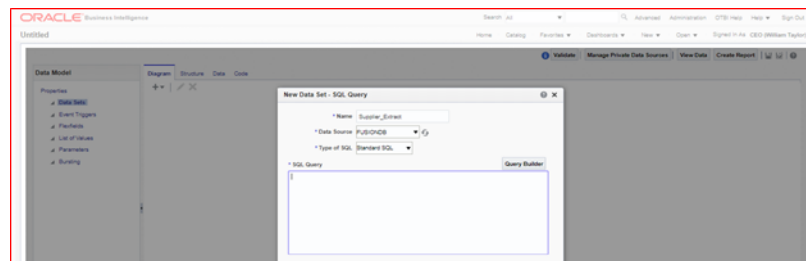 ORACLE Business Intelligence
Search All Advanced Administration OTBI Help Help Sign Out
Untitled
Home Catalog Favorites Dashboards New Open Signed In As CEO (William Taylor)
Validate Manage Private Data Sources View Data Create Report
Data Model
Diagram Structure Data Code
Properties
Data Sets
Event Triggers
Flexfields
List of Values
Parameters
Bursting
New Data Set - SQL Query
* Name Supplier_Extract
* Data Source FUSIONDB
* Type of SQL Standard SQL
* SQL Query
Query Builder